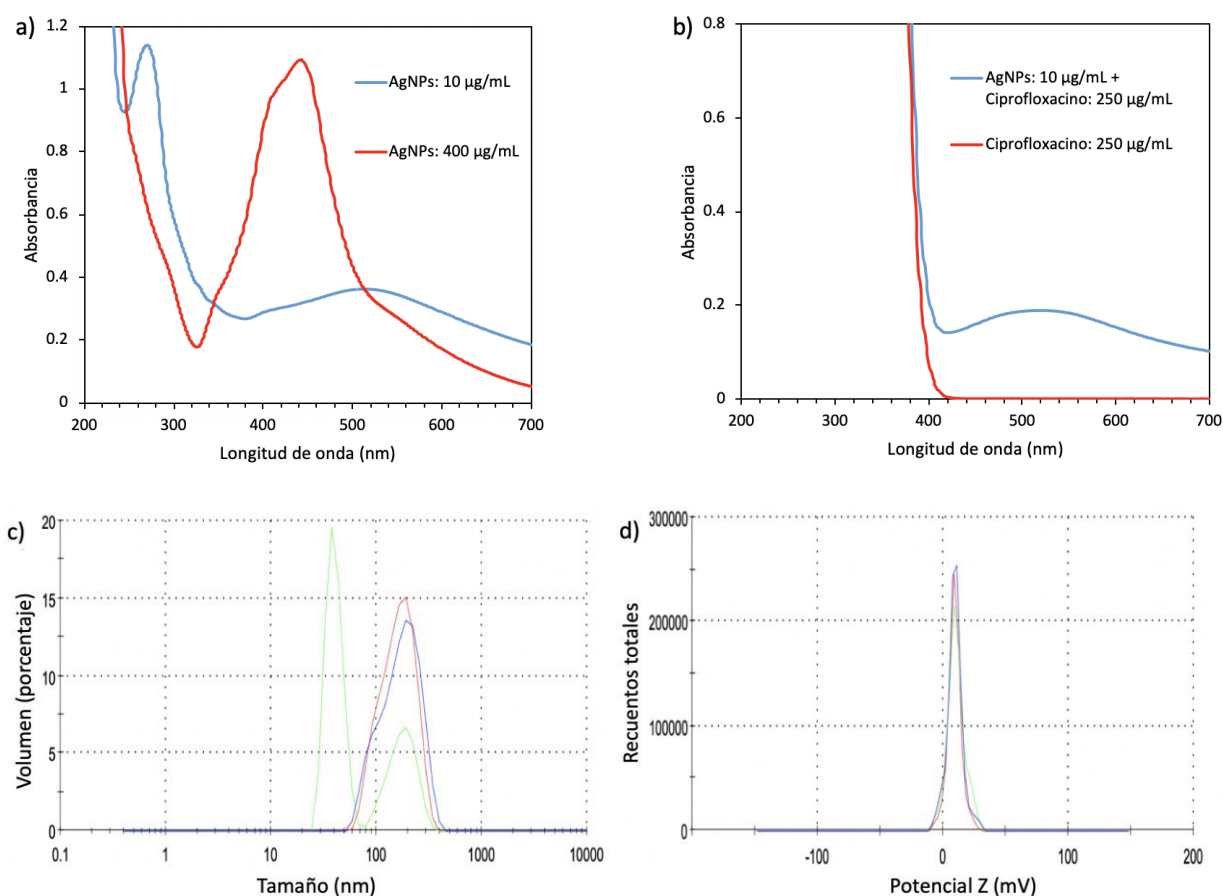 a)
1.2
1
0.8
0.6
0.4
0.2
0
Absorbancia
AgNPs: 10 µg/mL
AgNPs: 400 µg/mL
200 300 400 500 600 700
Longitud de onda (nm)
b)
0.8
0.6
0.4
0.2
0
Absorbancia
AgNPs: 10 µg/mL +
Ciprofloxacino: 250 µg/mL
Ciprofloxacino: 250 µg/mL
200 300 400 500 600 700
Longitud de onda (nm)
c)
20
15
10
5
0
Volumen (porcentaje)
0.1 1 10 100 1000 10000
Tamaño (nm)
d)
300000
200000
100000
0
Recuentos totales
-100 0 100 200
Potencial Z (mV)